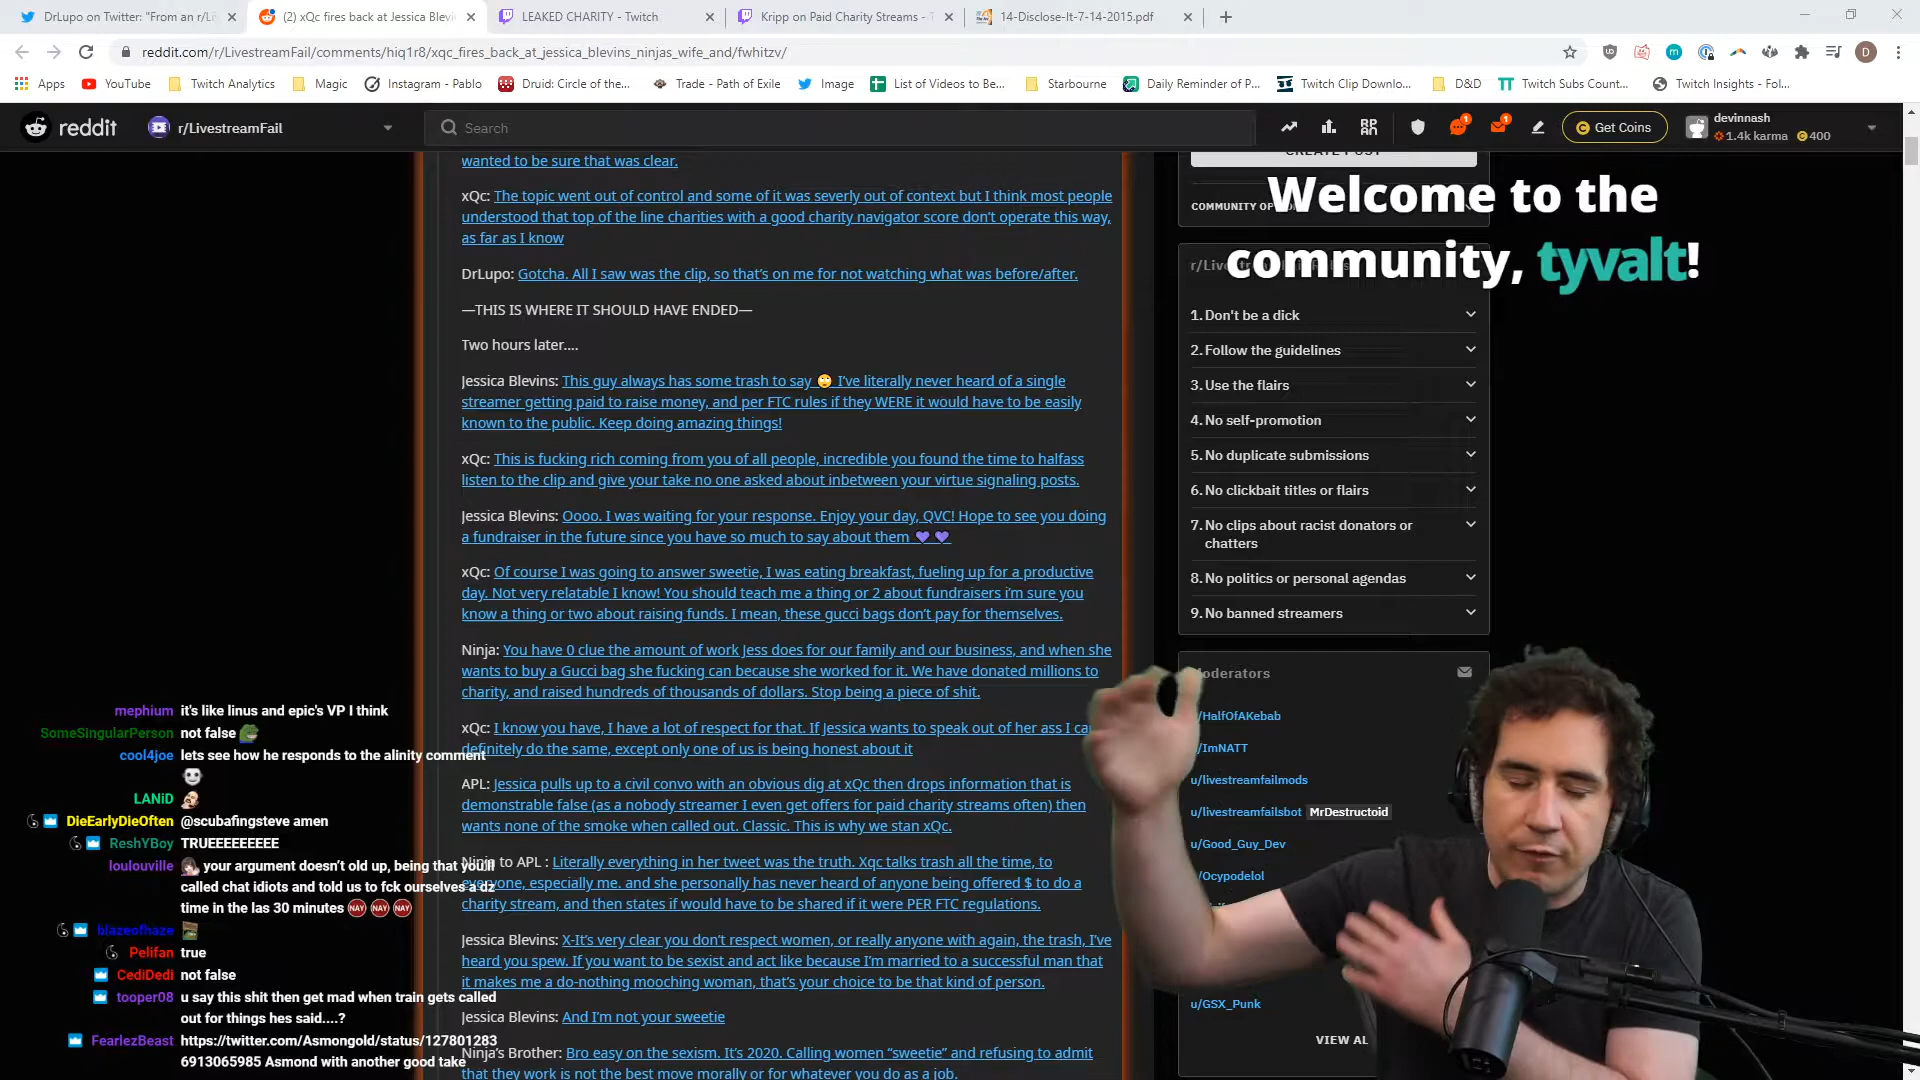 DrLupo on Twitter: "From an r/Li
(2) xQc fires back at Jessica Blevin
LEAKED CHARITY - Twitch
Kripp on Paid Charity Streams - T
14-Disclose-It-7-14-2015.pdf
reddit.com/r/LivestreamFail/comments/hiq1r8/xqc_fires_back_at_jessica_blevins_ninjas_wife_and/fwhitzv/
Apps
YouTube
Twitch Analytics
Magic
Instagram - Pablo
Druid: Circle of the...
Trade - Path of Exile
Image
List of Videos to Be...
Starbourne
Daily Reminder of P...
Twitch Clip Downlo...
D&D
Twitch Subs Count...
Twitch Insights - Fol...
reddit
r/LivestreamFail
Search
1
1
Get Coins
devinnash
1.4k karma
400
wanted to be sure that was clear.
xQc: The topic went out of control and some of it was severly out of context but I think most people
understood that top of the line charities with a good charity navigator score don't operate this way,
as far as I know
DrLupo: Gotcha. All I saw was the clip, so that's on me for not watching what was before/after.
—THIS IS WHERE IT SHOULD HAVE ENDED—
Two hours later....
Jessica Blevins: This guy always has some trash to say 🙄 I've literally never heard of a single
streamer getting paid to raise money, and per FTC rules if they WERE it would have to be easily
known to the public. Keep doing amazing things!
xQc: This is fucking rich coming from you of all people, incredible you found the time to halfass
listen to the clip and give your take no one asked about inbetween your virtue signaling posts.
Jessica Blevins: Oooo. I was waiting for your response. Enjoy your day, QVC! Hope to see you doing
a fundraiser in the future since you have so much to say about them 💜 💜
xQc: Of course I was going to answer sweetie, I was eating breakfast, fueling up for a productive
day. Not very relatable I know! You should teach me a thing or 2 about fundraisers i'm sure you
know a thing or two about raising funds. I mean, these gucci bags don't pay for themselves.
Ninja: You have 0 clue the amount of work Jess does for our family and our business, and when she
wants to buy a Gucci bag she fucking can because she worked for it. We have donated millions to
charity, and raised hundreds of thousands of dollars. Stop being a piece of shit.
xQc: I know you have, I have a lot of respect for that. If Jessica wants to speak out of her ass I ca
definitely do the same, except only one of us is being honest about it
APL: Jessica pulls up to a civil convo with an obvious dig at xQc then drops information that is
demonstrable false (as a nobody streamer I even get offers for paid charity streams often) then
wants none of the smoke when called out. Classic. This is why we stan xQc.
Ninja to APL : Literally everything in her tweet was the truth. Xqc talks trash all the time, to
everyone, especially me. and she personally has never heard of anyone being offered $ to do a
charity stream, and then states if would have to be shared if it were PER FTC regulations.
Jessica Blevins: X-It's very clear you don't respect women, or really anyone with again, the trash, I've
heard you spew. If you want to be sexist and act like because I'm married to a successful man that
it makes me a do-nothing mooching woman, that's your choice to be that kind of person.
Jessica Blevins: And I'm not your sweetie
Ninja's Brother: Bro easy on the sexism. It's 2020. Calling women "sweetie" and refusing to admit
that they work is not the best move morally or for whatever you do as a job.
CREATE POST
COMMUNITY OP
Welcome to the
community, tyvalt!
1. Don't be a dick
2. Follow the guidelines
3. Use the flairs
4. No self-promotion
5. No duplicate submissions
6. No clickbait titles or flairs
7. No clips about racist donators or
chatters
8. No politics or personal agendas
9. No banned streamers
oderators
/HalfOfAKebab
/ImNATT
u/livestreamfailmods
u/livestreamfailsbot MrDestructoid
u/Good_Guy_Dev
/Ocypodelol
u/GSX_Punk
VIEW AL
mephium it's like linus and epic's VP I think
SomeSingularPerson not false
cool4joe lets see how he responds to the alinity comment
LANiD
DieEarlyDieOften @scubafingsteve amen
ReshYBoy TRUEEEEEEEEE
loulouville your argument doesn't old up, being that you'll
called chat idiots and told us to fck ourselves a dz
time in the las 30 minutes NAY NAY NAY
blazeofhaze
Pelifan true
CediDedi not false
tooper08 u say this shit then get mad when train gets called
out for things hes said....?
FearlezBeast https://twitter.com/Asmongold/status/127801283
6913065985 Asmond with another good take